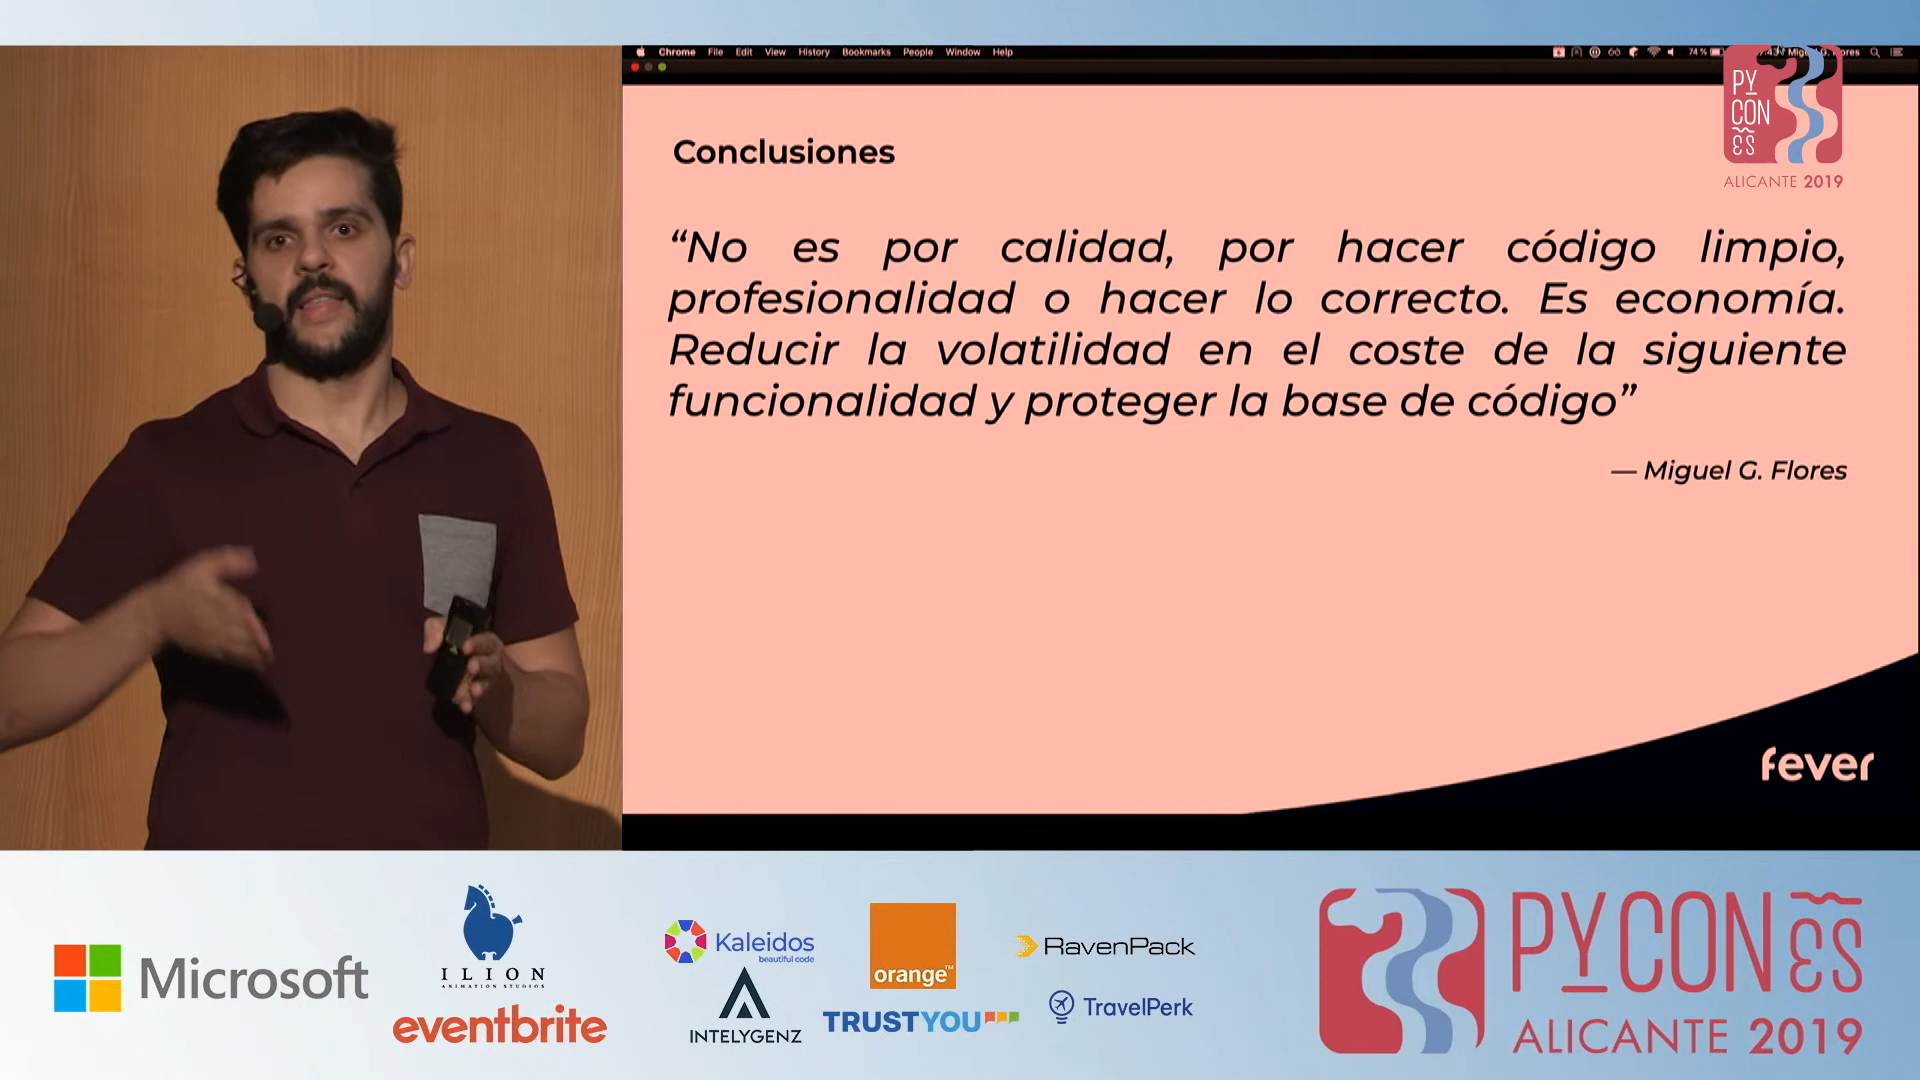 Chrome File Edit View History Bookmarks People Window Help
74 %
PY
CON
ES
ALICANTE 2019
Conclusiones
“No es por calidad, por hacer código limpio,
profesionalidad o hacer lo correcto. Es economía.
Reducir la volatilidad en el coste de la siguiente
funcionalidad y proteger la base de código”
— Miguel G. Flores
fever
Microsoft
ILION
ANIMATION STUDIOS
eventbrite
Kaleidos
beautiful code
INTELYGENZ
orange™
TRUSTYOU
RavenPack
TravelPerk
PYCONES
ALICANTE 2019